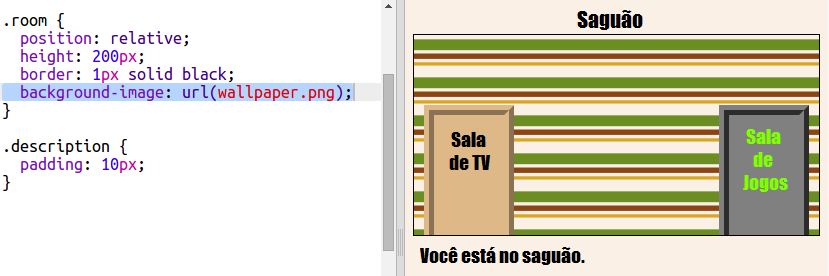 .room {
  position: relative;
  height: 200px;
  border: 1px solid black;
  background-image: url(wallpaper.png);
}

.description {
  padding: 10px;
}
Saguão
Sala
de TV
Sala
de
Jogos
Você está no saguão.